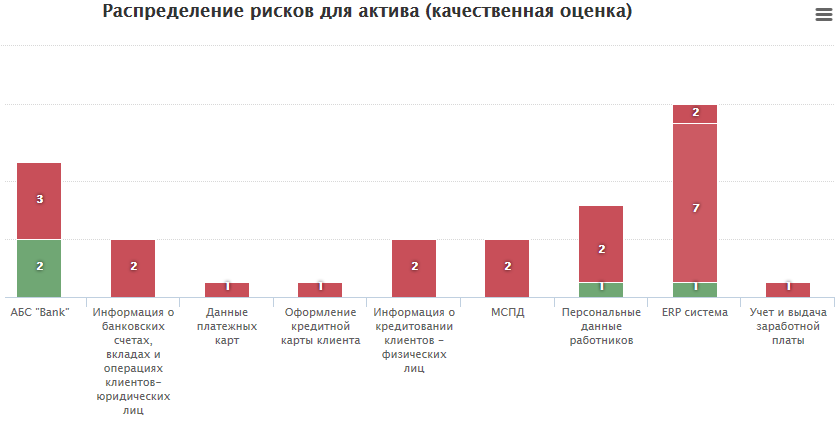 Распределение рисков для актива (качественная оценка)
3
2
2
1
1
2
2
2
1
2
7
1
1
АБС "Bank"
Информация о
банковских
счетах,
вкладах и
операциях
клиентов-
юридических
лиц
Данные
платежных
карт
Оформление
кредитной
карты клиента
Информация о
кредитовании
клиентов -
физических
лиц
МСПД
Персональные
данные
работников
ERP система
Учет и выдача
заработной
платы